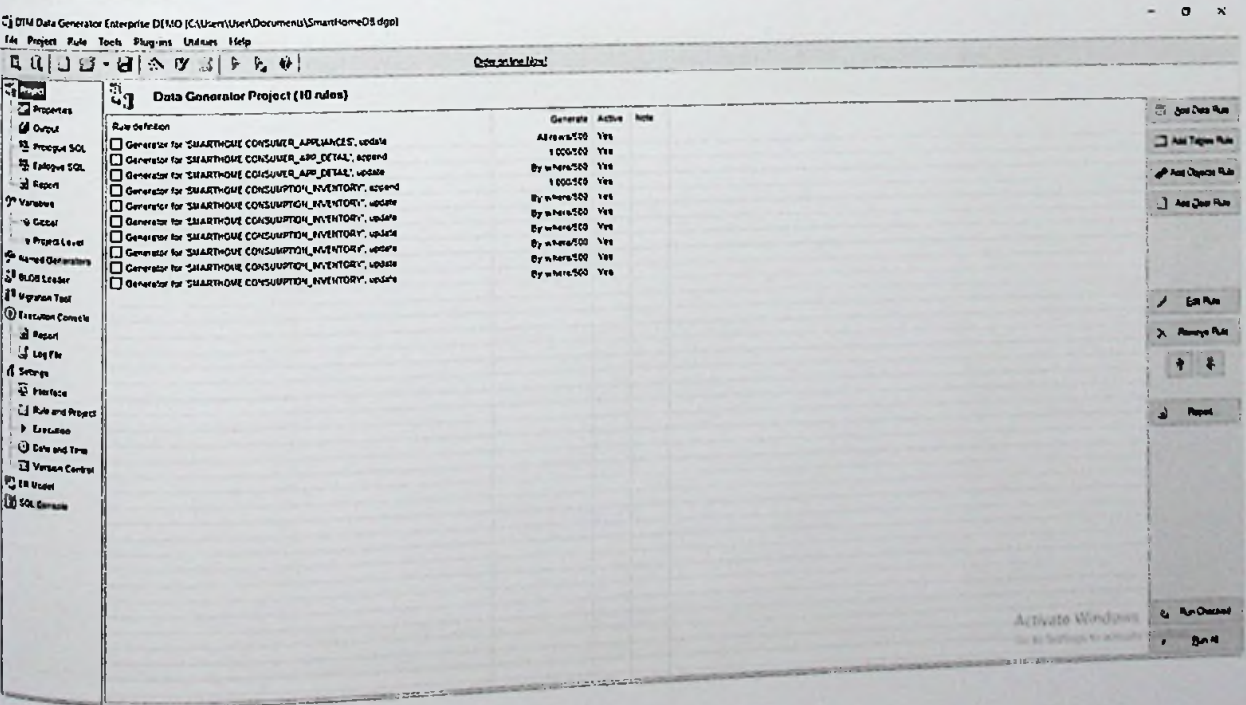 DTM Data Generator Enterprise DEMO [C:\Users\User\Documents\SmartHomeDB.dgp]
File Project Rule Tools Plug-ins Utilities Help
Order on line Now!
Project
Properties
Output
Prologue SQL
Epilogue SQL
Report
Variables
Global
Project Level
Named Generators
BLOB Loader
Migration Tool
Execution Console
Report
Log File
Settings
Interface
Rule and Project
Execution
Date and Time
Version Control
ER Model
SQL Console
Data Generator Project (10 rules)
Rule definition Generate Active Note
Generator for 'SMARTHOME CONSUMER_APPLIANCES', update All rows/500 Yes
Generator for 'SMARTHOME CONSUMER_APP_DETAIL', append 1 000/500 Yes
Generator for 'SMARTHOME CONSUMER_APP_DETAIL', update By where/500 Yes
Generator for 'SMARTHOME CONSUMPTION_INVENTORY', append 1 000/500 Yes
Generator for 'SMARTHOME CONSUMPTION_INVENTORY', update By where/500 Yes
Generator for 'SMARTHOME CONSUMPTION_INVENTORY', update By where/500 Yes
Generator for 'SMARTHOME CONSUMPTION_INVENTORY', update By where/500 Yes
Generator for 'SMARTHOME CONSUMPTION_INVENTORY', update By where/500 Yes
Generator for 'SMARTHOME CONSUMPTION_INVENTORY', update By where/500 Yes
Generator for 'SMARTHOME CONSUMPTION_INVENTORY', update By where/500 Yes
Add Data Rule
Add Tables Rule
Add Objects Rule
Add Clear Rule
Edit Rule
Remove Rule
Report
Activate Windows
Go to Settings to activate
Run Checked
Run All